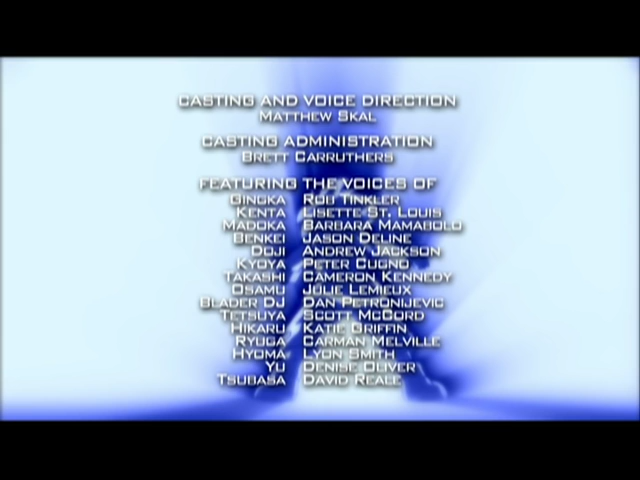 CASTING AND VOICE DIRECTION
MATTHEW SKAL
CASTING ADMINISTRATION
BRETT CARRUTHERS
FEATURING THE VOICES OF
GINGKA ROB TINKLER
KENTA LISETTE ST. LOUIS
MADOKA BARBARA MAMABOLO
BENKEI JASON DELINE
DOJI ANDREW JACKSON
KYOYA PETER CUGNO
TAKASHI CAMERON KENNEDY
OSAMU JULIE LEMIEUX
BLADER DJ DAN PETRONIJEVIC
TETSUYA SCOTT MCCORD
HIKARU KATIE GRIFFIN
RYUGA CARMAN MELVILLE
HYOMA LYON SMITH
YU DENISE OLIVER
TSUBASA DAVID REALE